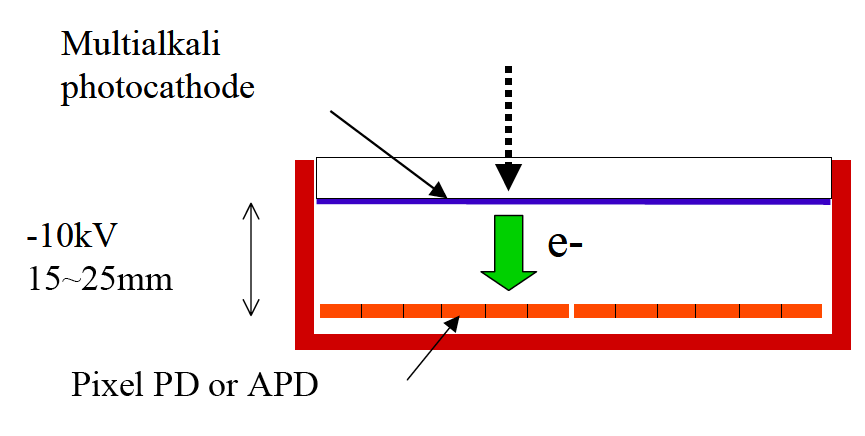 Multialkali
photocathode
-10kV
15~25mm
e-
Pixel PD or APD